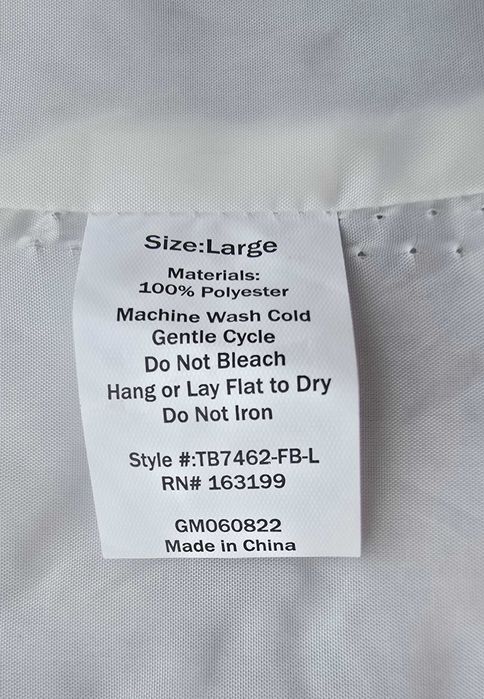 Size:Large
Materials:
100% Polyester
Machine Wash Cold
Gentle Cycle
Do Not Bleach
Hang or Lay Flat to Dry
Do Not Iron
Style #:TB7462-FB-L
RN# 163199
GM060822
Made in China